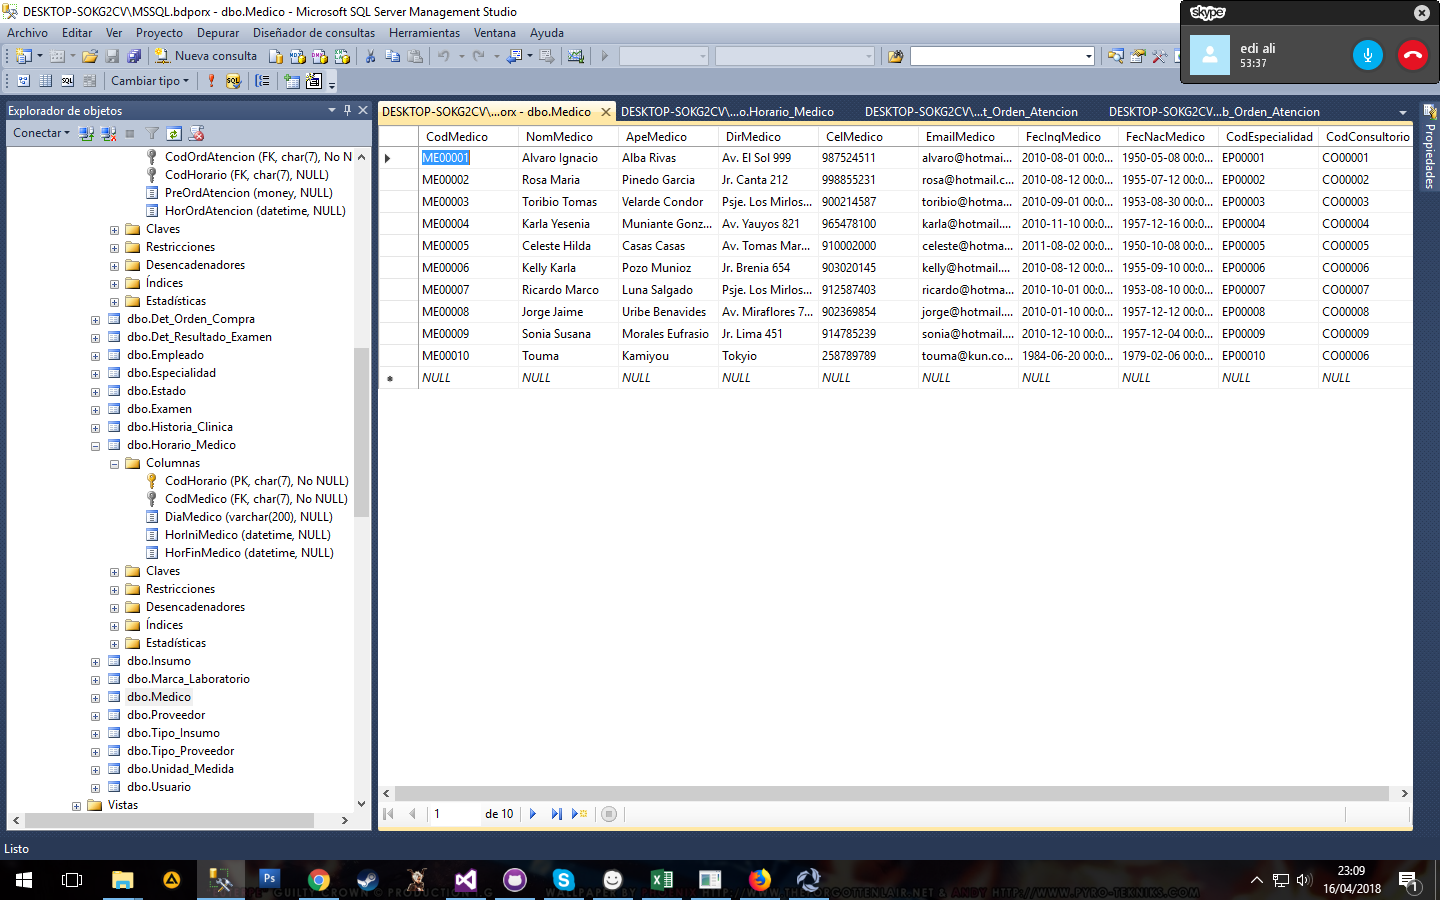 DESKTOP-SOKG2CV\MSSQL.bdporx - dbo.Medico - Microsoft SQL Server Management Studio
Archivo Editar Ver Proyecto Depurar Diseñador de consultas Herramientas Ventana Ayuda
Nueva consulta
Cambiar tipo
skype
edi ali
53:37
Explorador de objetos
Conectar
CodOrdAtencion (FK, char(7), No N
CodHorario (FK, char(7), NULL)
PreOrdAtencion (money, NULL)
HorOrdAtencion (datetime, NULL)
Claves
Restricciones
Desencadenadores
Índices
Estadísticas
dbo.Det_Orden_Compra
dbo.Det_Resultado_Examen
dbo.Empleado
dbo.Especialidad
dbo.Estado
dbo.Examen
dbo.Historia_Clinica
dbo.Horario_Medico
Columnas
CodHorario (PK, char(7), No NULL)
CodMedico (FK, char(7), No NULL)
DiaMedico (varchar(200), NULL)
HorIniMedico (datetime, NULL)
HorFinMedico (datetime, NULL)
Claves
Restricciones
Desencadenadores
Índices
Estadísticas
dbo.Insumo
dbo.Marca_Laboratorio
dbo.Medico
dbo.Proveedor
dbo.Tipo_Insumo
dbo.Tipo_Proveedor
dbo.Unidad_Medida
dbo.Usuario
Vistas
DESKTOP-SOKG2CV\...orx - dbo.Medico DESKTOP-SOKG2CV\...o.Horario_Medico DESKTOP-SOKG2CV\...t_Orden_Atencion DESKTOP-SOKG2CV...b_Orden_Atencion
CodMedico NomMedico ApeMedico DirMedico CelMedico EmailMedico FecIngMedico FecNacMedico CodEspecialidad CodConsultorio
ME00001 Alvaro Ignacio Alba Rivas Av. El Sol 999 987524511 alvaro@hotmai... 2010-08-01 00:0... 1950-05-08 00:0... EP00001 CO00001
ME00002 Rosa Maria Pinedo Garcia Jr. Canta 212 998855231 rosa@hotmail.c... 2010-08-12 00:0... 1955-07-12 00:0... EP00002 CO00002
ME00003 Toribio Tomas Velarde Condor Psje. Los Mirlos... 900214587 toribio@hotma... 2010-09-01 00:0... 1953-08-30 00:0... EP00003 CO00003
ME00004 Karla Yesenia Muniante Gonz... Av. Yauyos 821 965478100 karla@hotmail.... 2010-11-10 00:0... 1957-12-16 00:0... EP00004 CO00004
ME00005 Celeste Hilda Casas Casas Av. Tomas Mar... 910002000 celeste@hotma... 2011-08-02 00:0... 1950-10-08 00:0... EP00005 CO00005
ME00006 Kelly Karla Pozo Munioz Jr. Brenia 654 903020145 kelly@hotmail.... 2010-08-12 00:0... 1955-09-10 00:0... EP00006 CO00006
ME00007 Ricardo Marco Luna Salgado Psje. Los Mirlos... 912587403 ricardo@hotma... 2010-10-01 00:0... 1953-08-10 00:0... EP00007 CO00007
ME00008 Jorge Jaime Uribe Benavides Av. Miraflores 7... 902369854 jorge@hotmail.... 2010-01-10 00:0... 1957-12-12 00:0... EP00008 CO00008
ME00009 Sonia Susana Morales Eufrasio Jr. Lima 451 914785239 sonia@hotmail.... 2010-12-10 00:0... 1957-12-04 00:0... EP00009 CO00009
ME00010 Touma Kamiyou Tokyio 258789789 touma@kun.co... 1984-06-20 00:0... 1979-02-06 00:0... EP00010 CO00006
NULL NULL NULL NULL NULL NULL NULL NULL NULL NULL
1 de 10
Propiedades
Listo
23:09
16/04/2018
1